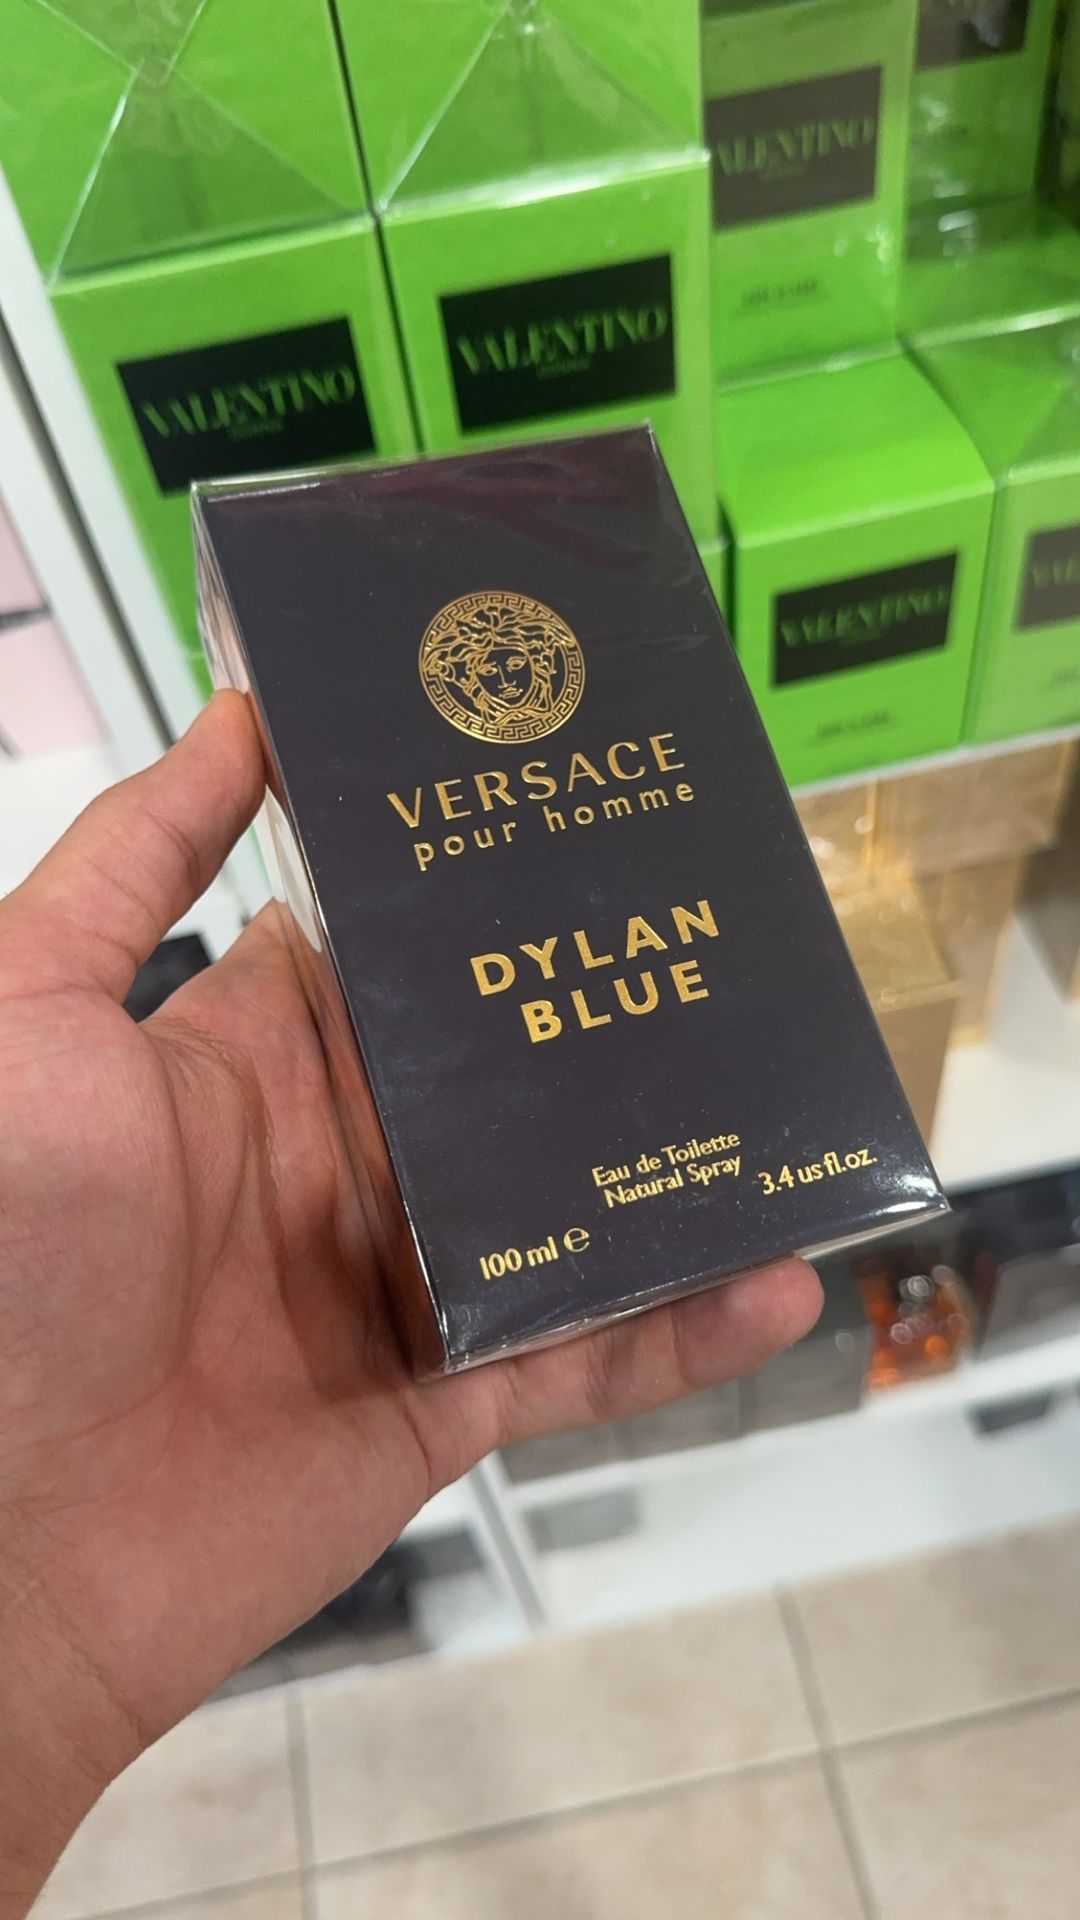 VALENTINO
VALENTINO
VALENTINO
VALENTINO
VERSACE
pour homme
DYLAN
BLUE
Eau de Toilette
Natural Spray
3.4 us fl.oz.
100 ml ℮